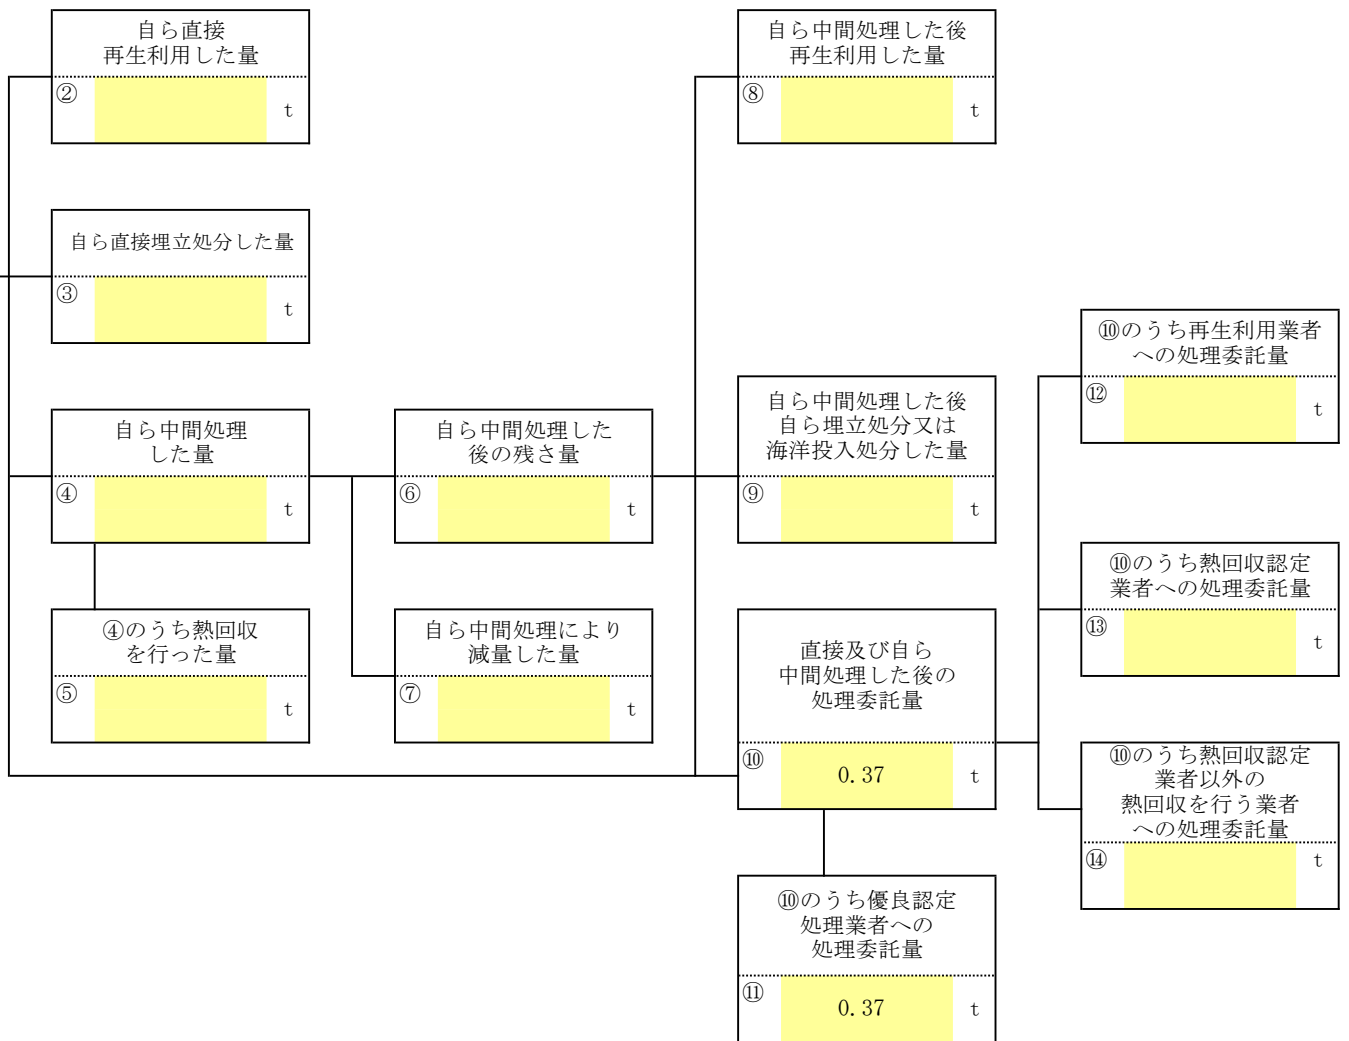 自ら直接
再生利用した量
②
t
自ら中間処理した後
再生利用した量
⑧
t
自ら直接埋立処分した量
③
t
⑩のうち再生利用業者
への処理委託量
⑫
t
自ら中間処理
した量
④
t
自ら中間処理した
後の残さ量
⑥
t
自ら中間処理した後
自ら埋立処分又は
海洋投入処分した量
⑨
t
⑩のうち熱回収認定
業者への処理委託量
⑬
t
④のうち熱回収
を行った量
⑤
t
自ら中間処理により
減量した量
⑦
t
直接及び自ら
中間処理した後の
処理委託量
⑩
0.37
t
⑩のうち熱回収認定
業者以外の
熱回収を行う業者
への処理委託量
⑭
t
⑩のうち優良認定
処理業者への
処理委託量
⑪
0.37
t